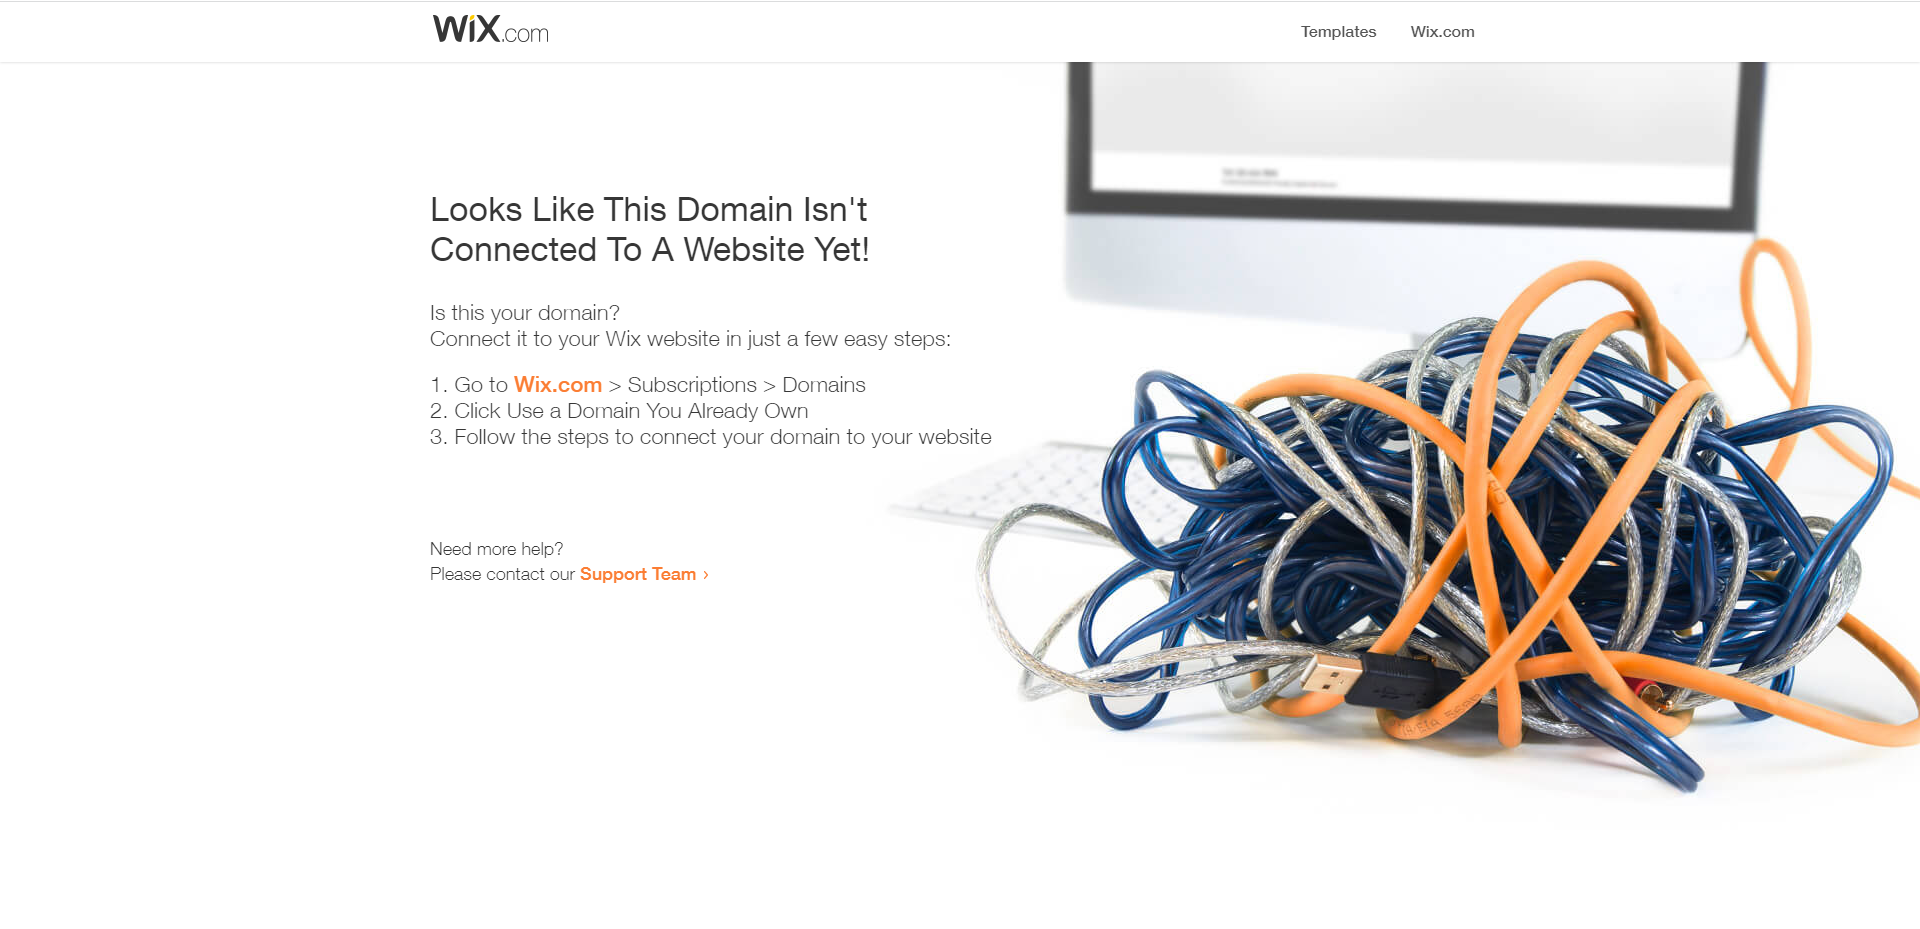 WiX.com
Templates
Wix.com
Looks Like This Domain Isn't
Connected To A Website Yet!
Is this your domain?
Connect it to your Wix website in just a few easy steps:
1. Go to Wix.com > Subscriptions > Domains
2. Click Use a Domain You Already Own
3. Follow the steps to connect your domain to your website
Need more help?
Please contact our Support Team ›